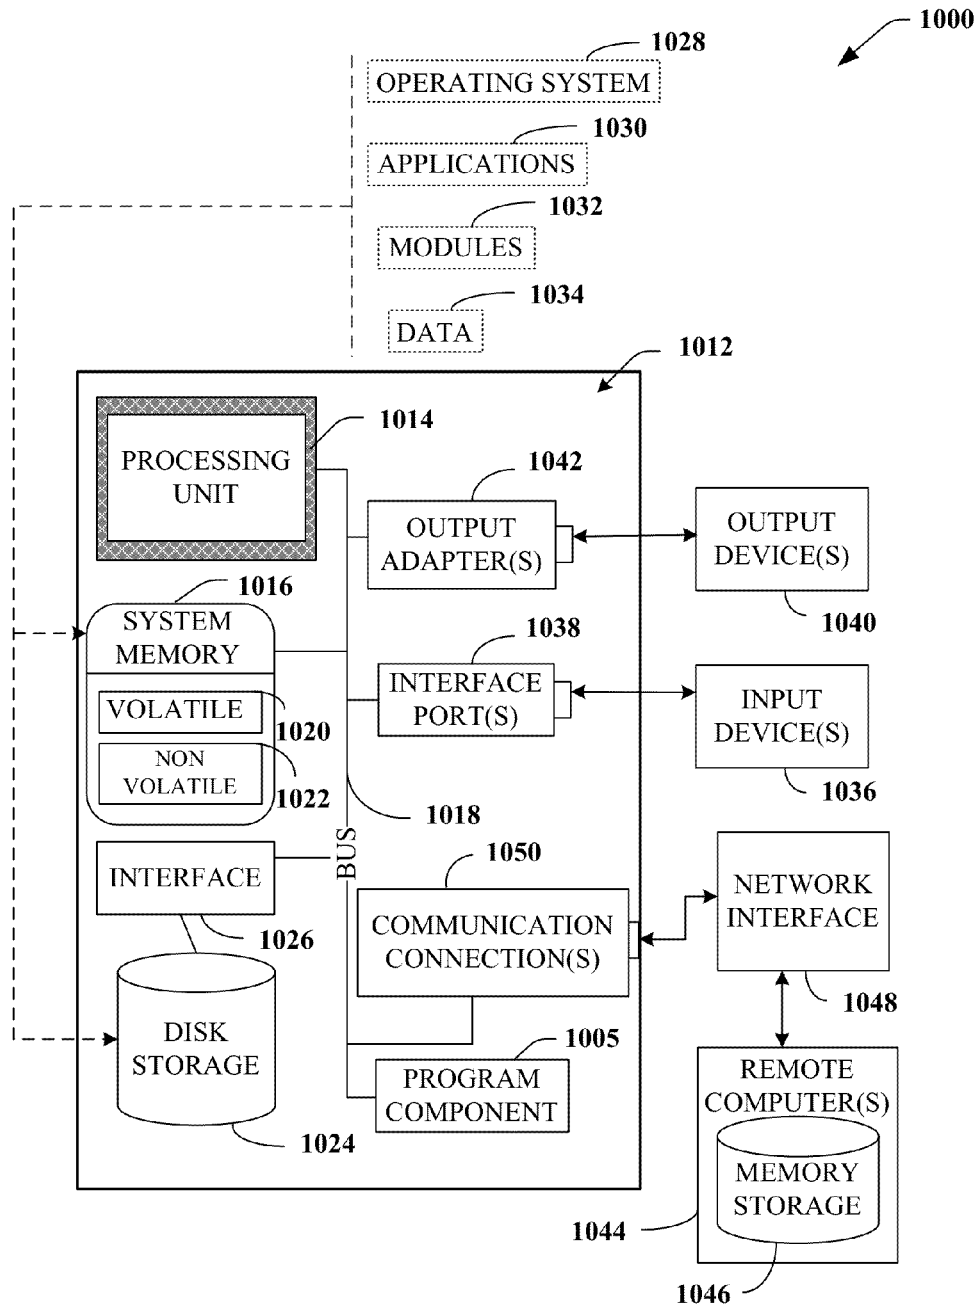 1000
1028
OPERATING SYSTEM
1030
APPLICATIONS
1032
MODULES
1034
DATA
1012
1014
PROCESSING
UNIT
1042
OUTPUT
ADAPTER(S)
OUTPUT
DEVICE(S)
1040
1016
SYSTEM
MEMORY
VOLATILE
1020
NON
VOLATILE
1022
1038
INTERFACE
PORT(S)
INPUT
DEVICE(S)
1036
1018
BUS
INTERFACE
1026
1050
COMMUNICATION
CONNECTION(S)
NETWORK
INTERFACE
1048
DISK
STORAGE
1024
1005
PROGRAM
COMPONENT
REMOTE
COMPUTER(S)
MEMORY
STORAGE
1044
1046